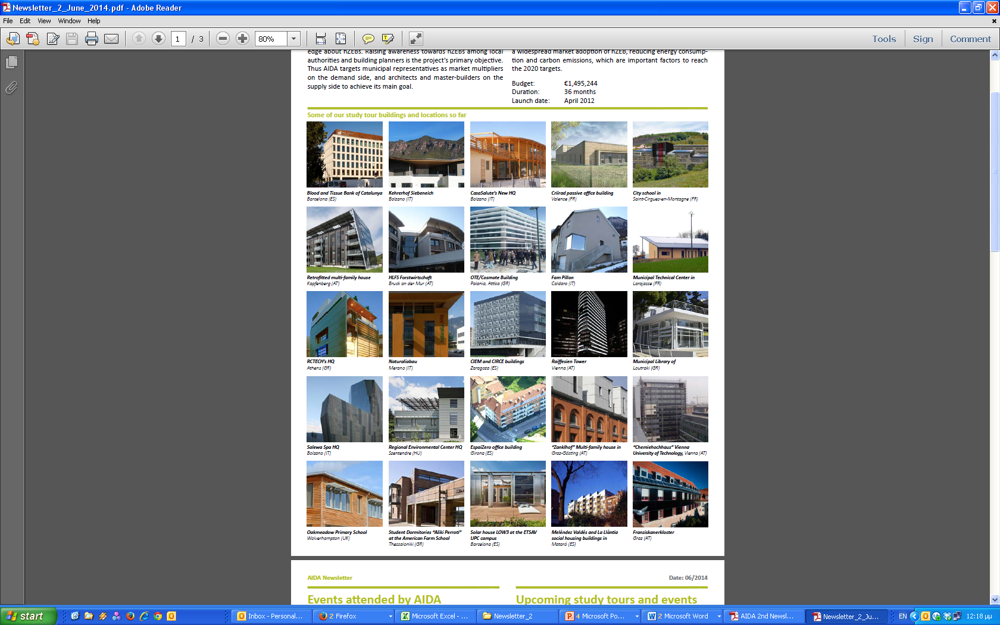 Newsletter_2_June_2014.pdf - Adobe Reader
File Edit View Window Help
1 / 3 80% Tools Sign Comment
edge about nZEBs. Raising awareness towards nZEBs among local
authorities and building planners is the project's primary objective.
Thus AIDA targets municipal representatives as market multipliers
on the demand side, and architects and master-builders on the
supply side to achieve its main goal.
a widespread market adoption of nZEB, reducing energy consump-
tion and carbon emissions, which are important factors to reach
the 2020 targets.
Budget: €1,495,244
Duration: 36 months
Launch date: April 2012
Some of our study tour buildings and locations so far
Blood and Tissue Bank of Catalunya
Barcelona (ES)
Kehrerhof Siebeneich
Bolzano (IT)
CasaSalute's New HQ
Bolzano (IT)
Criirad passive office building
Valence (FR)
City school in
Saint-Cirgues-en-Montagne (FR)
Retrofitted multi-family house
Kapfenberg (AT)
HLFS Forstwirtschaft
Bruck an der Mur (AT)
OTE/Cosmote Building
Paiania, Attica (GR)
Fam Pillon
Caldaro (IT)
Municipal Technical Center in
Larajasse (FR)
RCTECH's HQ
Athens (GR)
Naturaliabau
Merano (IT)
CIEM and CIRCE buildings
Zaragoza (ES)
Raiffesien Tower
Vienna (AT)
Municipal Library of
Loutraki (GR)
Salewa Spa HQ
Bolzano (IT)
Regional Environmental Center HQ
Szentendre (HU)
EspaiZero office building
Girona (ES)
"Zanklhof" Multi-family house in
Graz-Gösting (AT)
"Chemiehochhaus" Vienna
University of Technology, Vienna (AT)
Oakmeadow Primary School
Wolverhampton (UK)
Student Dormitories "Aliki Perroti"
at the American Farm School
Thessaloniki (GR)
Solar house LOW3 at the ETSAV
UPC campus
Barcelona (ES)
Meléndez Valdés and La Llàntia
social housing buildings in
Mataró (ES)
Franziskanerkloster
Graz (AT)
AIDA Newsletter
Date: 06/2014
Events attended by AIDA
Upcoming study tours and events
start Inbox - Personal... 2 Firefox Microsoft Excel - ... Newsletter_2 4 Microsoft Po... 2 Microsoft Word AIDA 2nd Newsl... Newsletter_2_Ju... EN 12:18 μμ